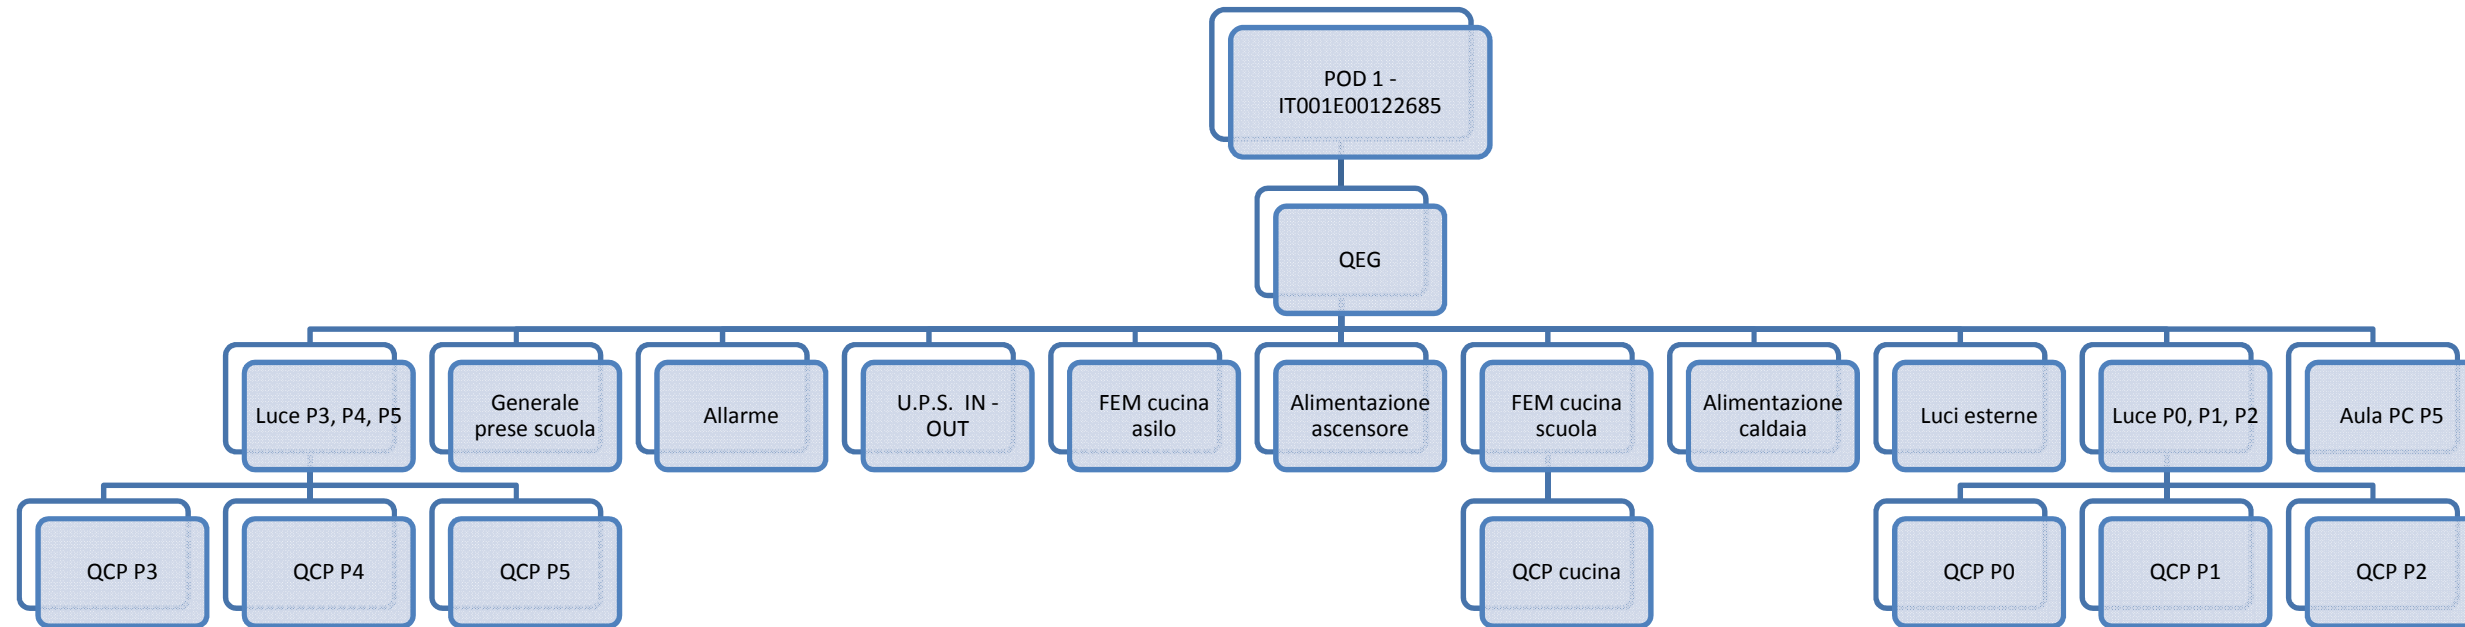 POD 1 -
IT001E00122685
QEG
Luce P3, P4, P5
Generale
prese scuola
Allarme
U.P.S. IN -
OUT
FEM cucina
asilo
Alimentazione
ascensore
FEM cucina
scuola
Alimentazione
caldaia
Luci esterne
Luce P0, P1, P2
Aula PC P5
QCP P3
QCP P4
QCP P5
QCP cucina
QCP P0
QCP P1
QCP P2